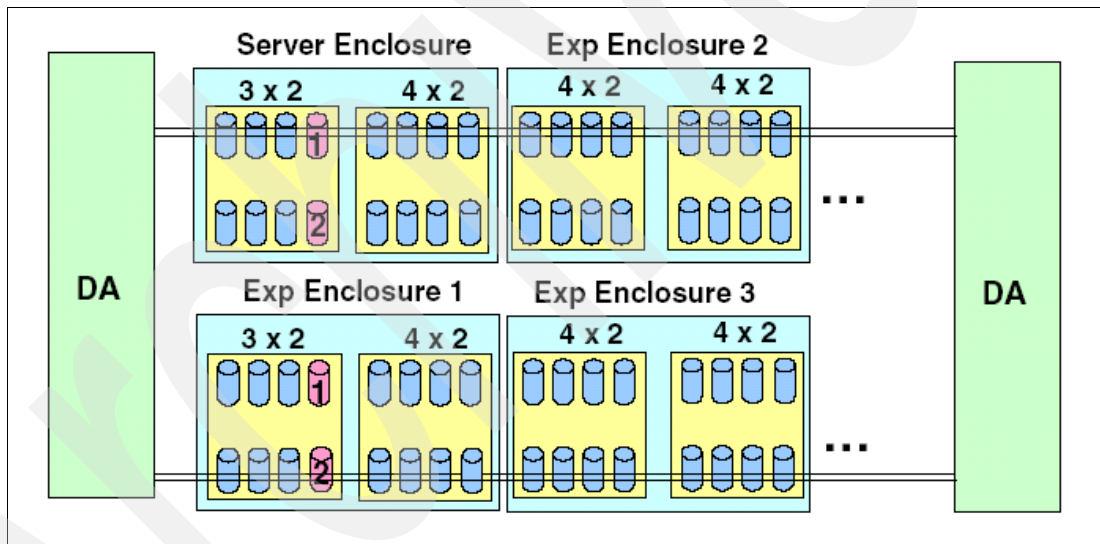 Server Enclosure Exp Enclosure 2
3 x 2 4 x 2 4 x 2 4 x 2
1
...
2
DA DA
Exp Enclosure 1 Exp Enclosure 3
3 x 2 4 x 2 4 x 2 4 x 2
1
...
2